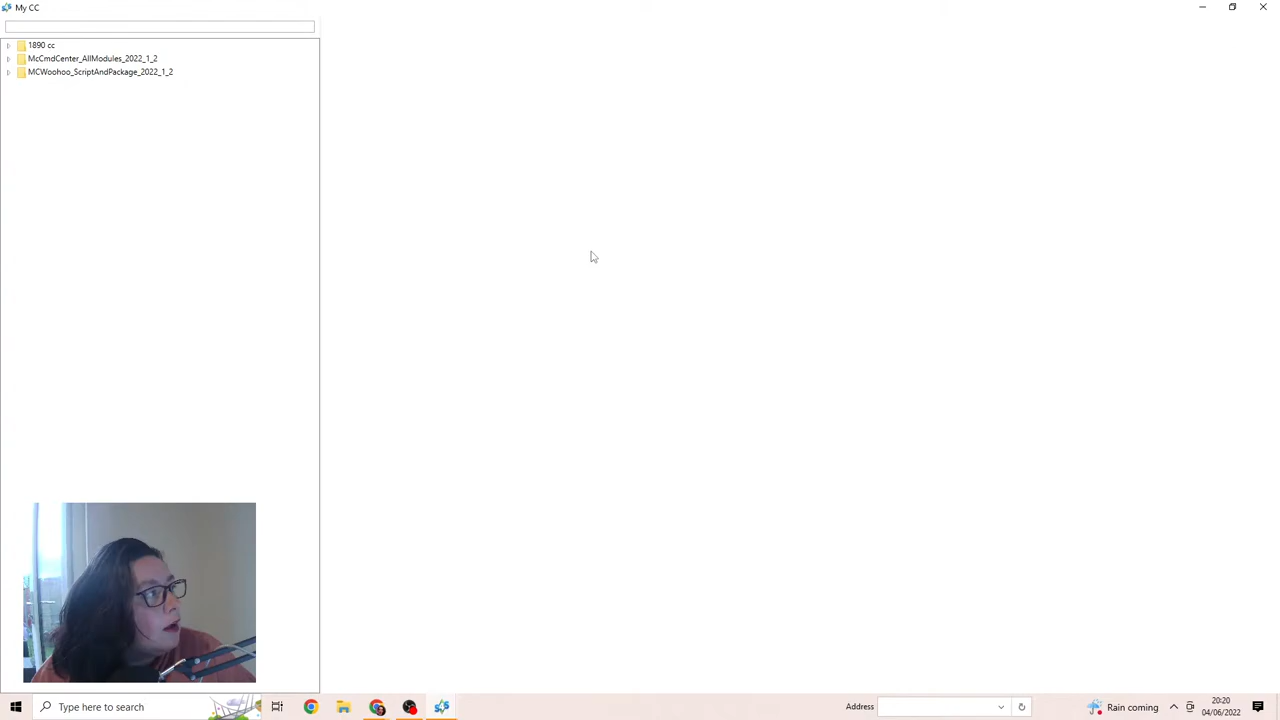 My CC
1890 cc
McCmdCenter_AllModules_2022_1_2
MCWoohoo_ScriptAndPackage_2022_1_2
Type here to search
Address
Rain coming
20:20
04/06/2022